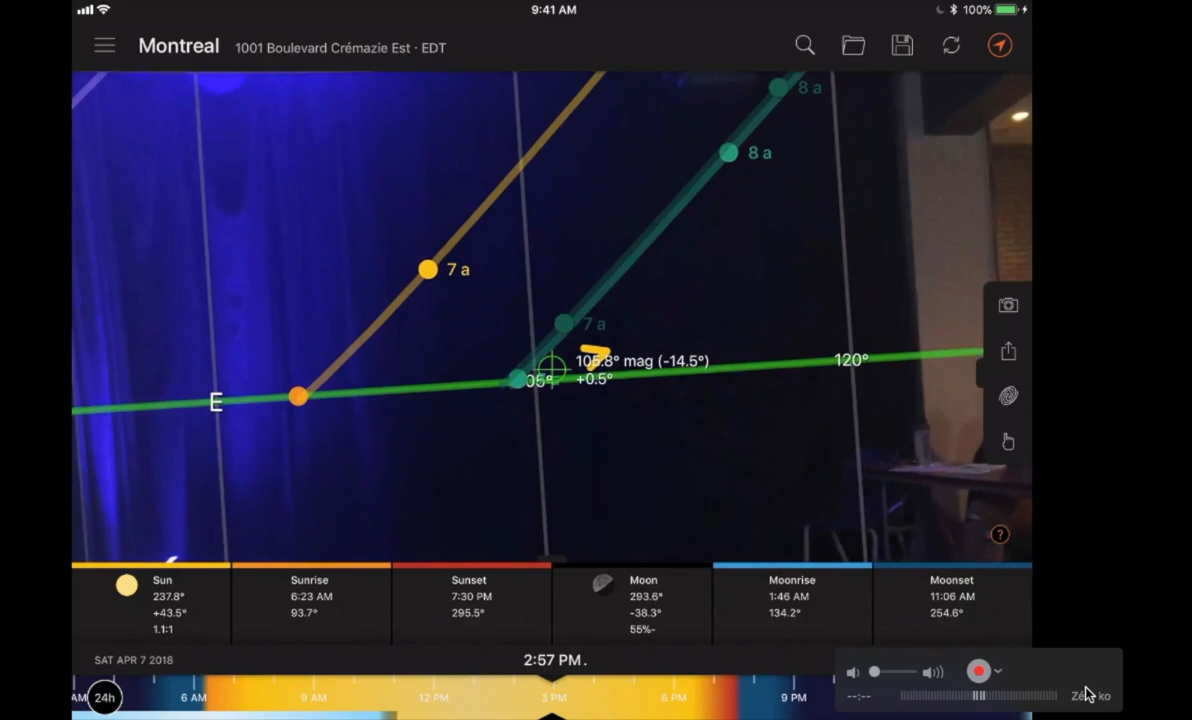 9:41 AM
100%
Montreal 1001 Boulevard Crémazie Est · EDT
8 a
8 a
7 a
7 a
105.8° mag (-14.5°)
120°
05°
+0.5°
E
?
Sun
237.8°
+43.5°
1.1:1
Sunrise
6:23 AM
93.7°
Sunset
7:30 PM
295.5°
Moon
293.6°
-38.3°
55%-
Moonrise
1:46 AM
134.2°
Moonset
11:06 AM
254.6°
SAT APR 7 2018
2:57 PM.
AM
24h
6 AM
9 AM
12 PM
3 PM
6 PM
9 PM
--:--
ko